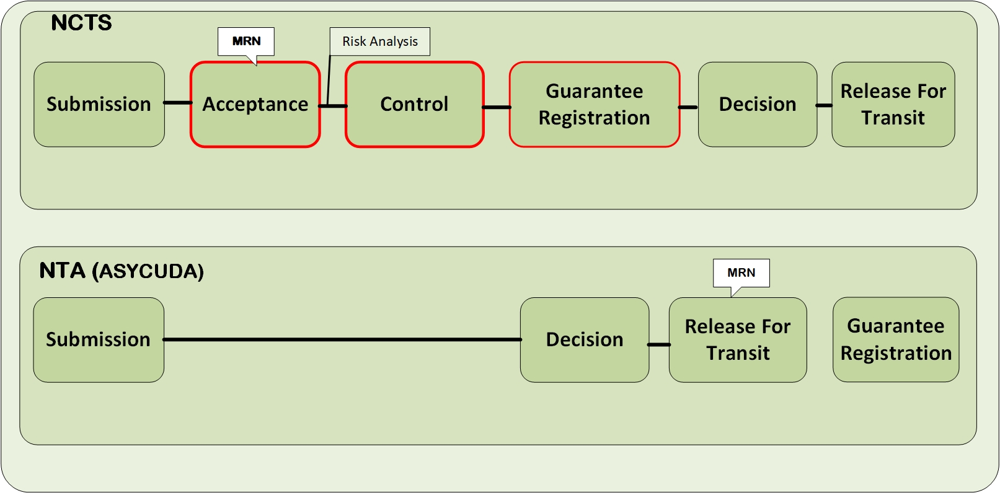 NCTS
MRN
Risk Analysis
Submission
Acceptance
Control
Guarantee
Registration
Decision
Release For
Transit
NTA (ASYCUDA)
MRN
Submission
Decision
Release For
Transit
Guarantee
Registration